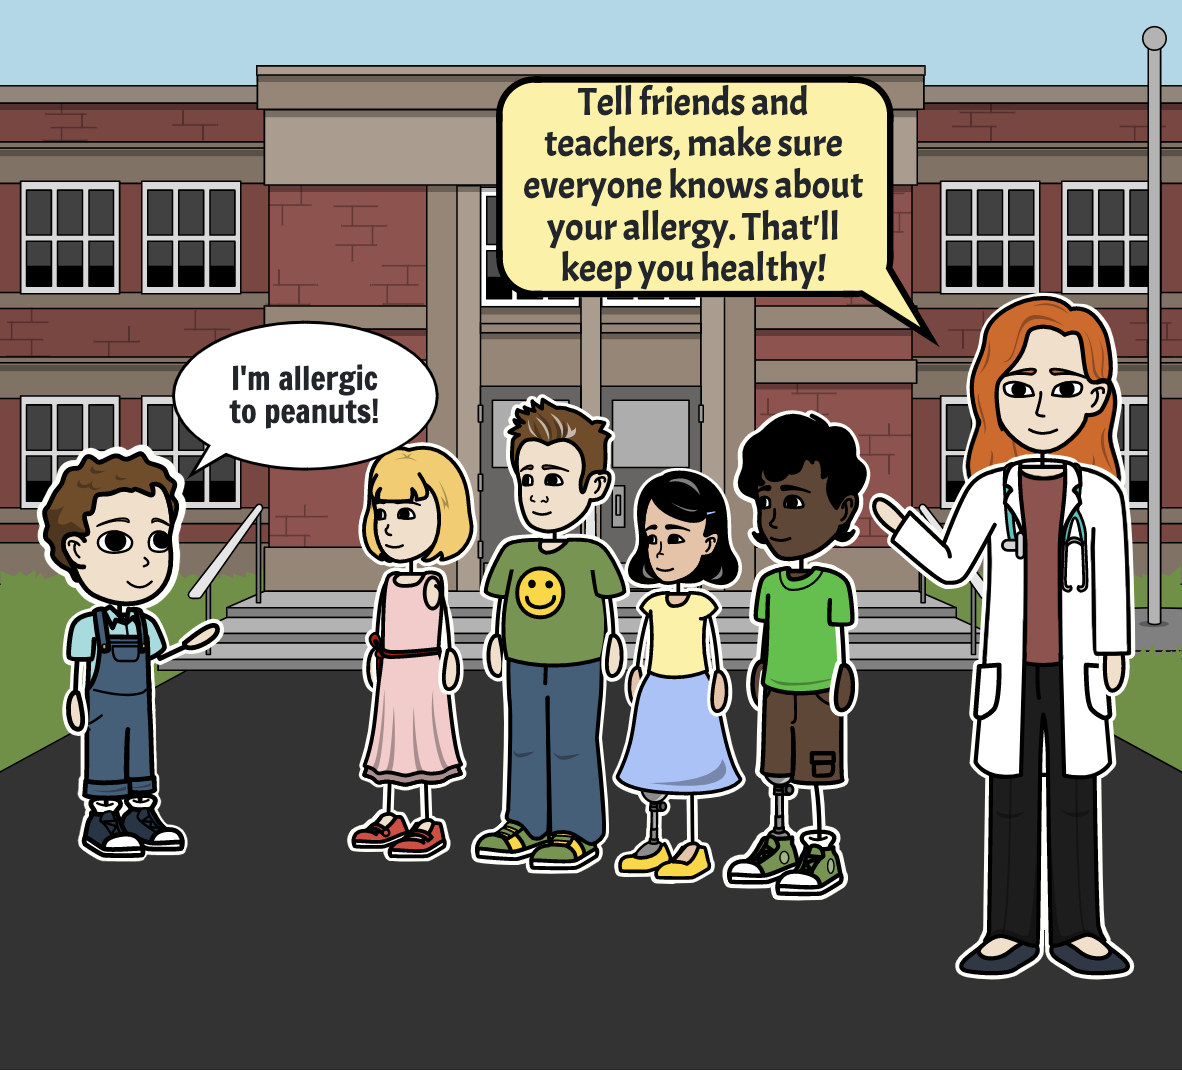 Tell friends and
teachers, make sure
everyone knows about
your allergy. That'll
keep you healthy!
I'm allergic
to peanuts!